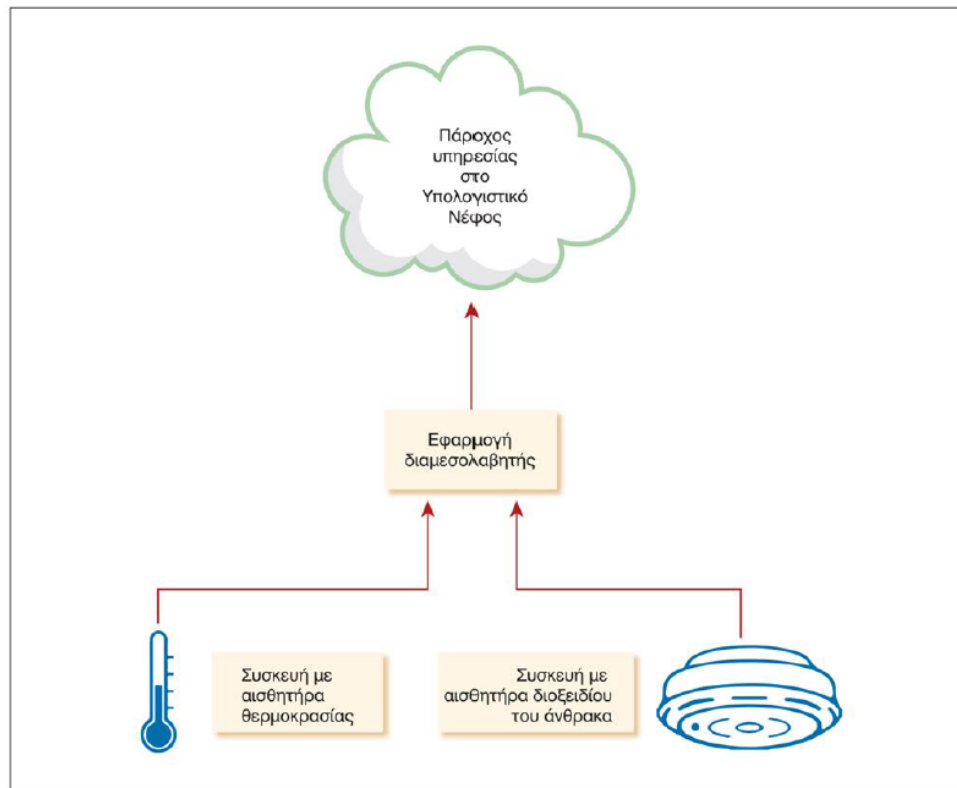 Πάροχος
υπηρεσίας
στο
Υπολογιστικό
Νέφος
Εφαρμογή
διαμεσολαβητής
Συσκευή με
αισθητήρα
θερμοκρασίας
Συσκευή με
αισθητήρα διοξειδίου
του άνθρακα